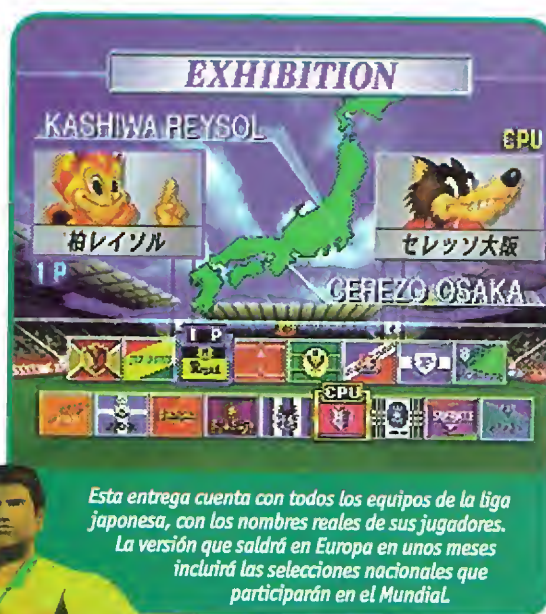 EXHIBITION
KASHIWA REYSOL
CPU
柏レイソル
セレッソ大阪
1P
CEREZO OSAKA
1 P
CPU
Esta entrega cuenta con todos los equipos de la liga
japonesa, con los nombres reales de sus jugadores.
La versión que saldrá en Europa en unos meses
incluirá las selecciones nacionales que
participarán en el Mundial.